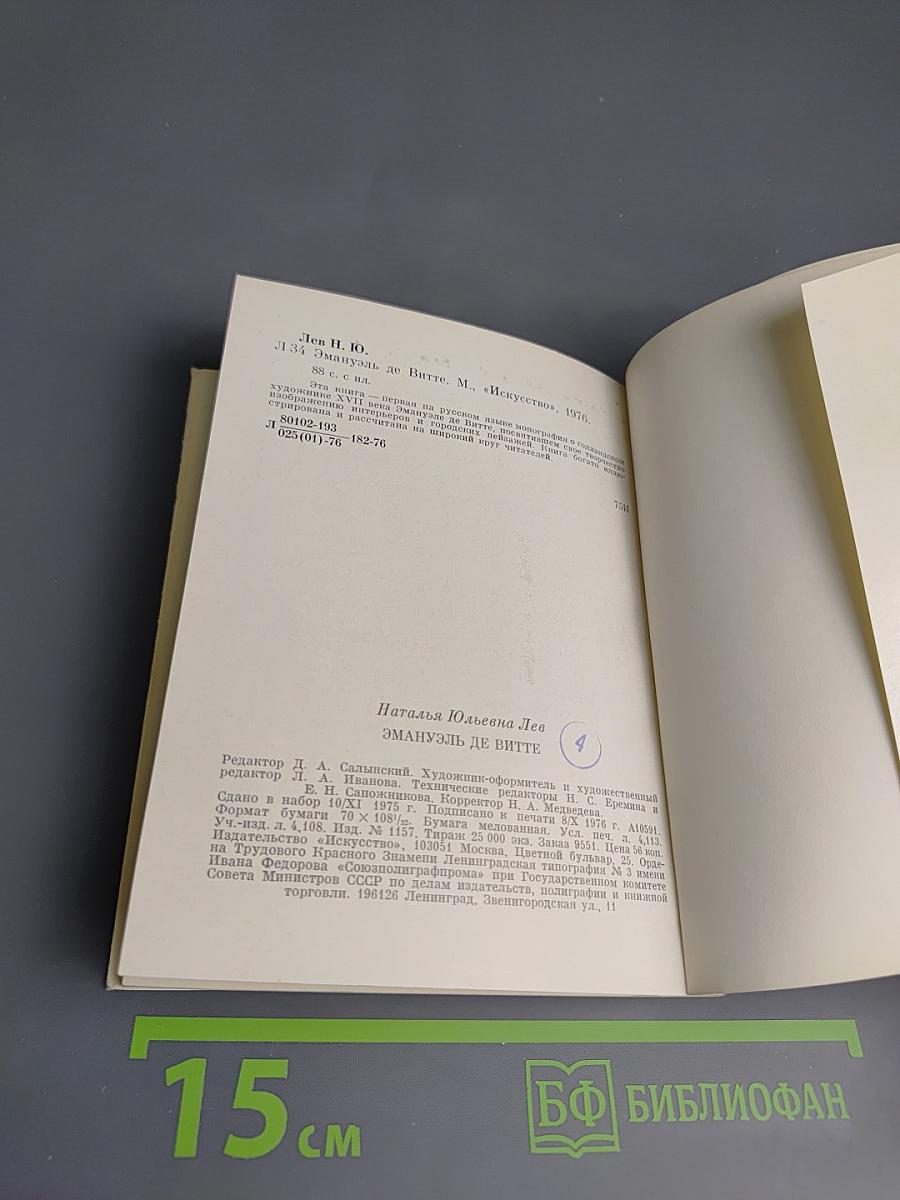 Лев Н. Ю.
Л 34 Эмануэль де Витте. М., «Искусство», 1976.
88 с. с ил.
Эта книга — первая на русском языке монография о голландском
художнике XVII века Эмануэле де Витте, посвятившем свое творчество
изображению интерьеров и городских пейзажей. Книга богато иллю-
стрирована и рассчитана на широкий круг читателей.
Л 80102-193
025(01)-76 182-76
Наталья Юльевна Лев
ЭМАНУЭЛЬ ДЕ ВИТТЕ
4
Редактор Д. А. Салынский. Художник-оформитель и художественный
редактор Л. А. Иванова. Технические редакторы Н. С. Еремина и
Е. Н. Сапожникова. Корректор Н. А. Медведева.
Сдано в набор 10/XI 1975 г. Подписано к печати 8/X 1976 г. А10591.
Формат бумаги 70 × 108¹/₃₂. Бумага мелованная. Усл. печ. л. 4,113.
Уч.-изд. л. 4,108. Изд. № 1157. Тираж 25 000 экз. Заказ 9551. Цена 56 коп.
Издательство «Искусство», 103051 Москва, Цветной бульвар, 25. Орде-
на Трудового Красного Знамени Ленинградская типография № 3 имени
Ивана Федорова «Союзполиграфпрома» при Государственном комитете
Совета Министров СССР по делам издательств, полиграфии и книжной
торговли. 196126 Ленинград, Звенигородская ул., 11
15 см
БФ БИБЛИОФАН